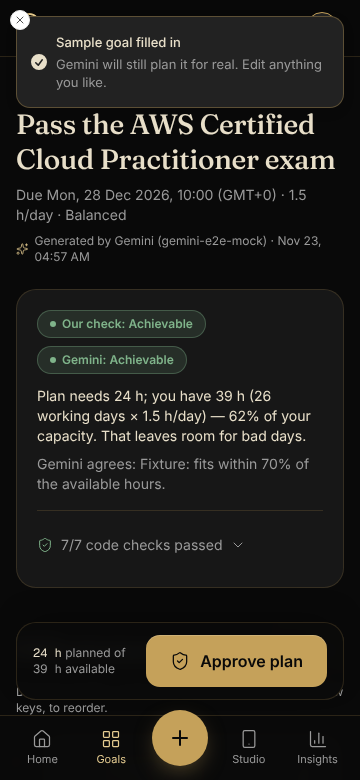 Sample goal filled in
Gemini will still plan it for real. Edit anything
you like.
Pass the AWS Certified
Cloud Practitioner exam
Due Mon, 28 Dec 2026, 10:00 (GMT+0) · 1.5
h/day · Balanced
Generated by Gemini (gemini-e2e-mock) · Nov 23,
04:57 AM
Our check: Achievable
Gemini: Achievable
Plan needs 24 h; you have 39 h (26
working days × 1.5 h/day) — 62% of your
capacity. That leaves room for bad days.
Gemini agrees: Fixture: fits within 70% of
the available hours.
7/7 code checks passed
24 h planned of
39 h available
Approve plan
keys, to reorder.
Home
Goals
Studio
Insights